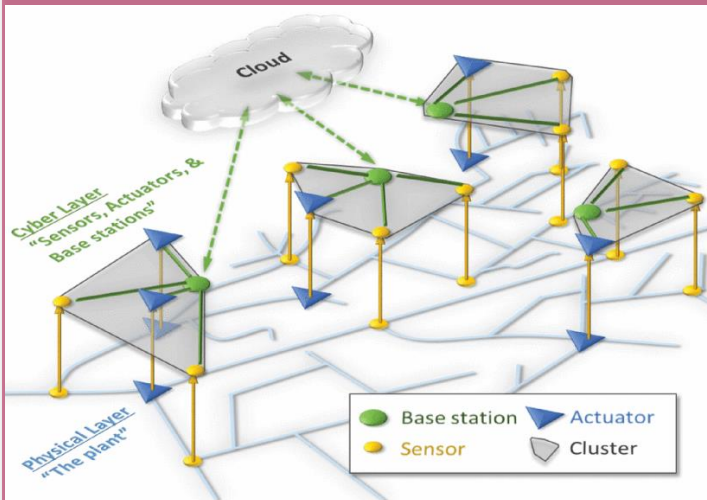 Cloud
Cyber Layer
"Sensors, Actuators, &
Base stations"
Physical Layer
"The plant"
Base station
Actuator
Sensor
Cluster